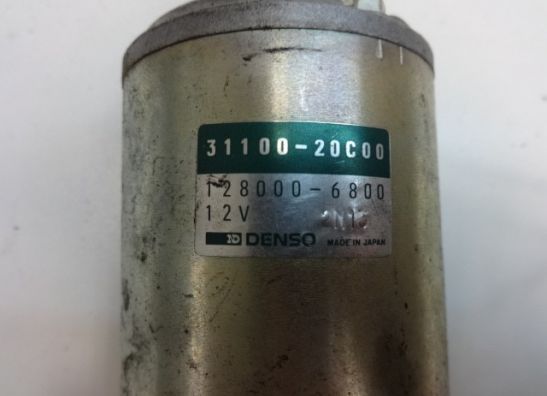 31100-20C00
128000-6800
12V
DENSO MADE IN JAPAN